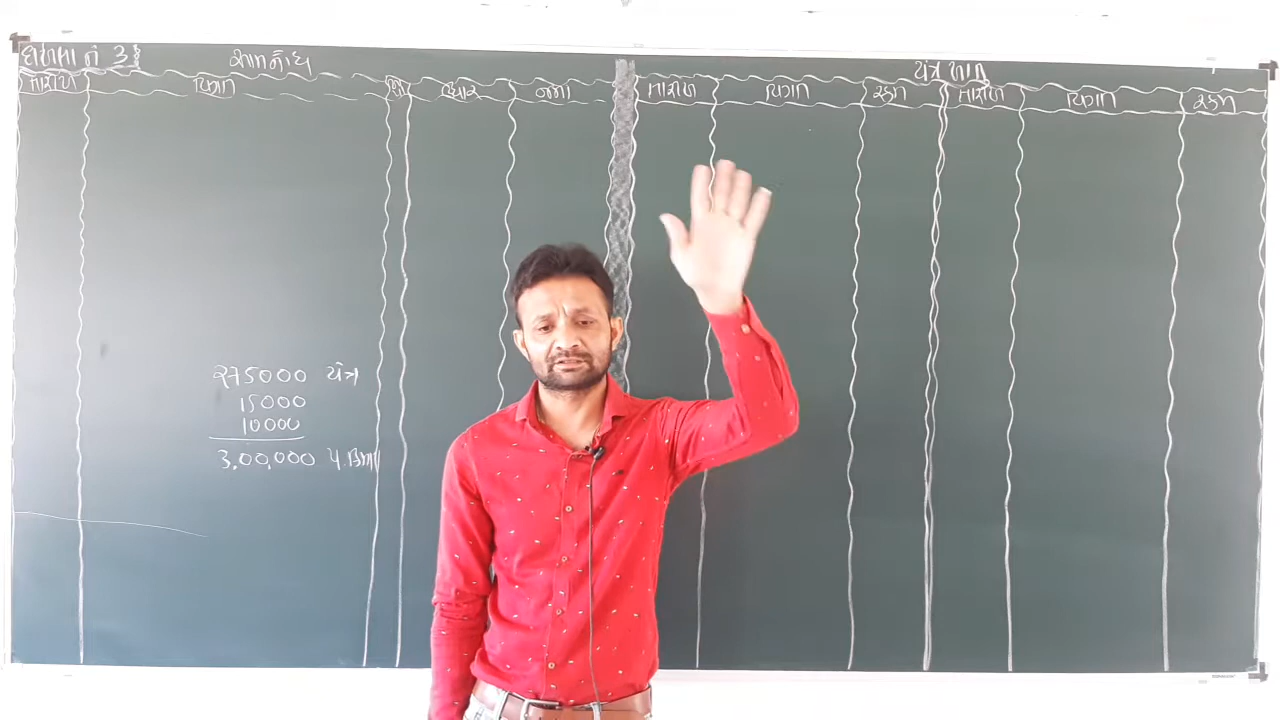 દાખલા નં 3
આમનોંધ
તારીખ વિગત ઉધાર જમા
યંત્ર ખાતુ
તારીખ વિગત રકમ તારીખ વિગત રકમ
275000 યંત્ર
15000
10000
3,00,000 પ.કિં